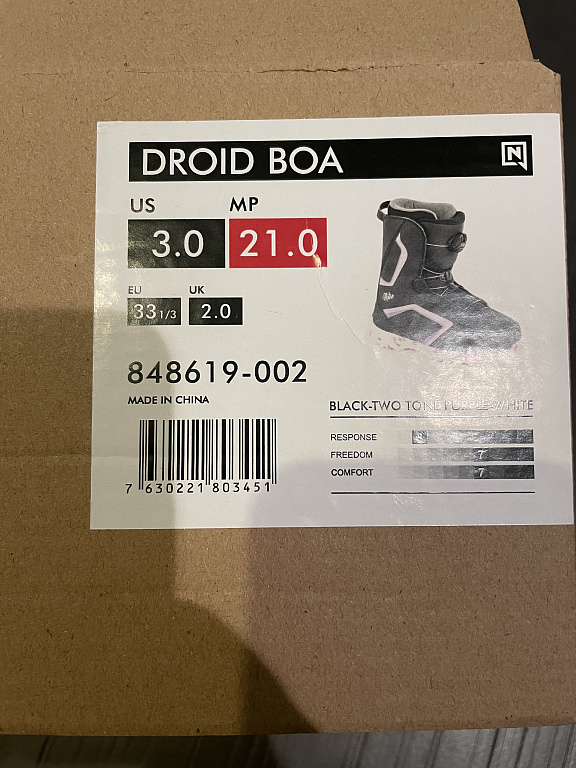 DROID BOA
N
US MP
3.0 21.0
EU UK
33 1/3 2.0
848619-002
MADE IN CHINA
BLACK-TWO TONE PURPLE-WHITE
RESPONSE
FREEDOM 7
COMFORT 7
7 630221 803451